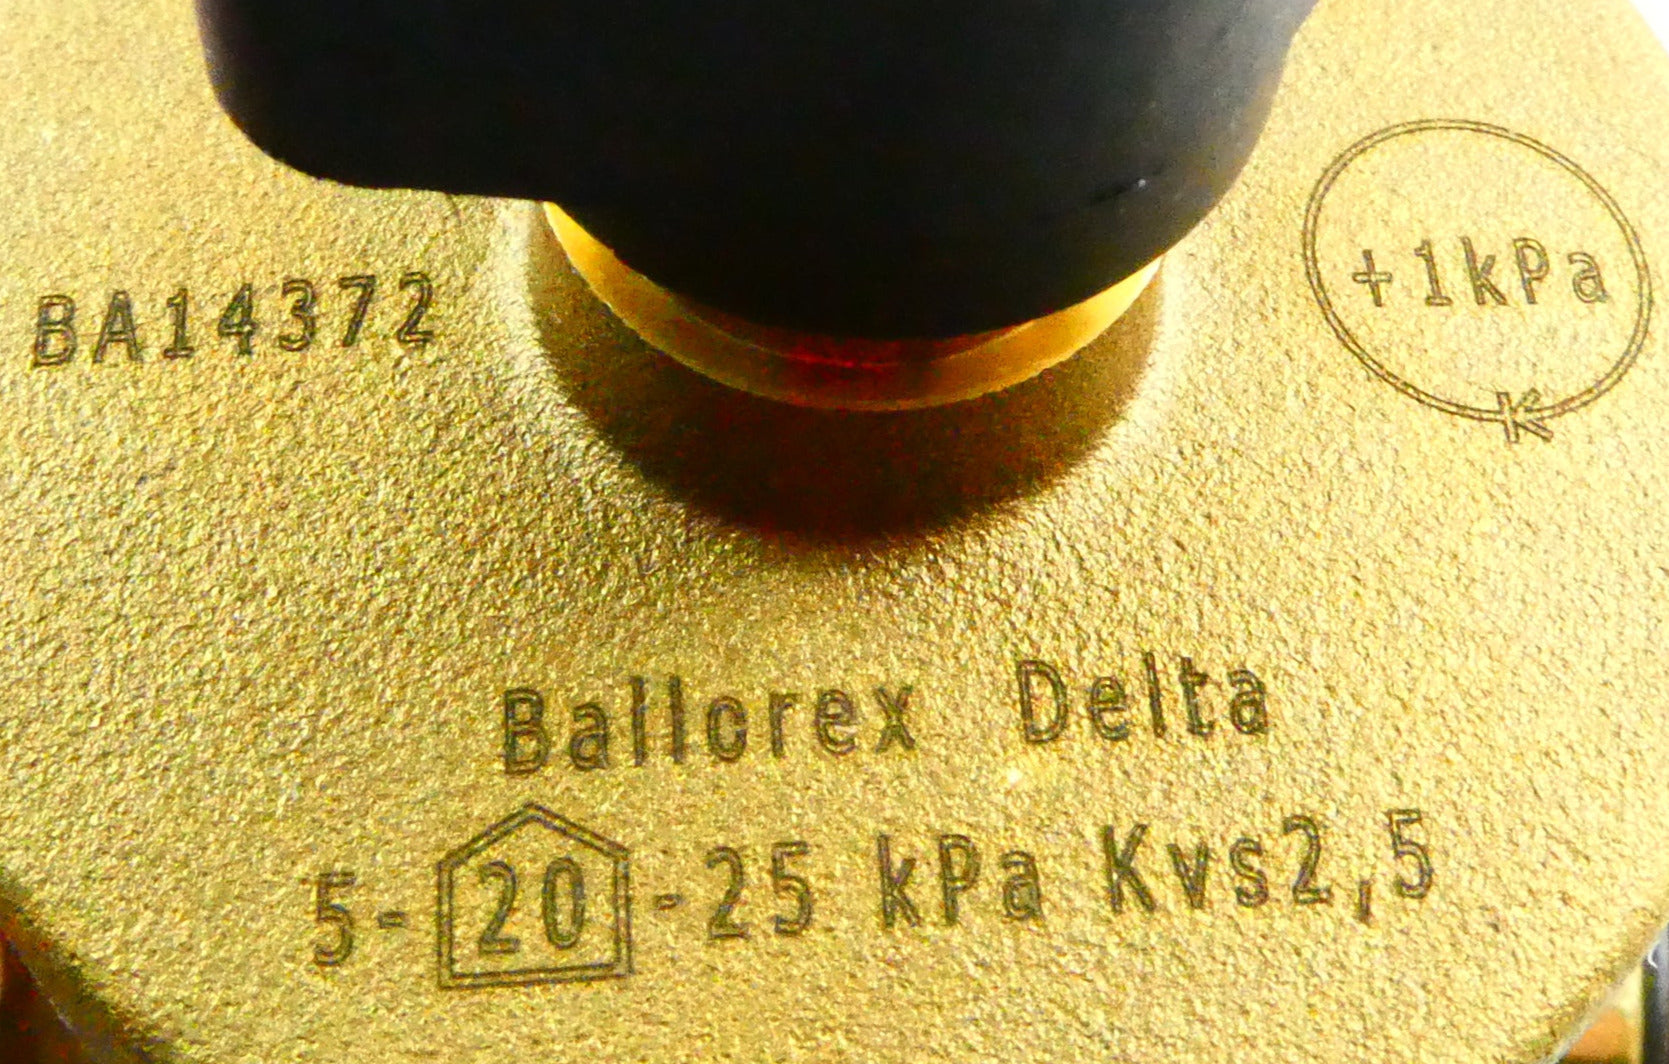 +1kPa
BA14372
Ballorex Delta
5-20-25 kPa Kvs2,5